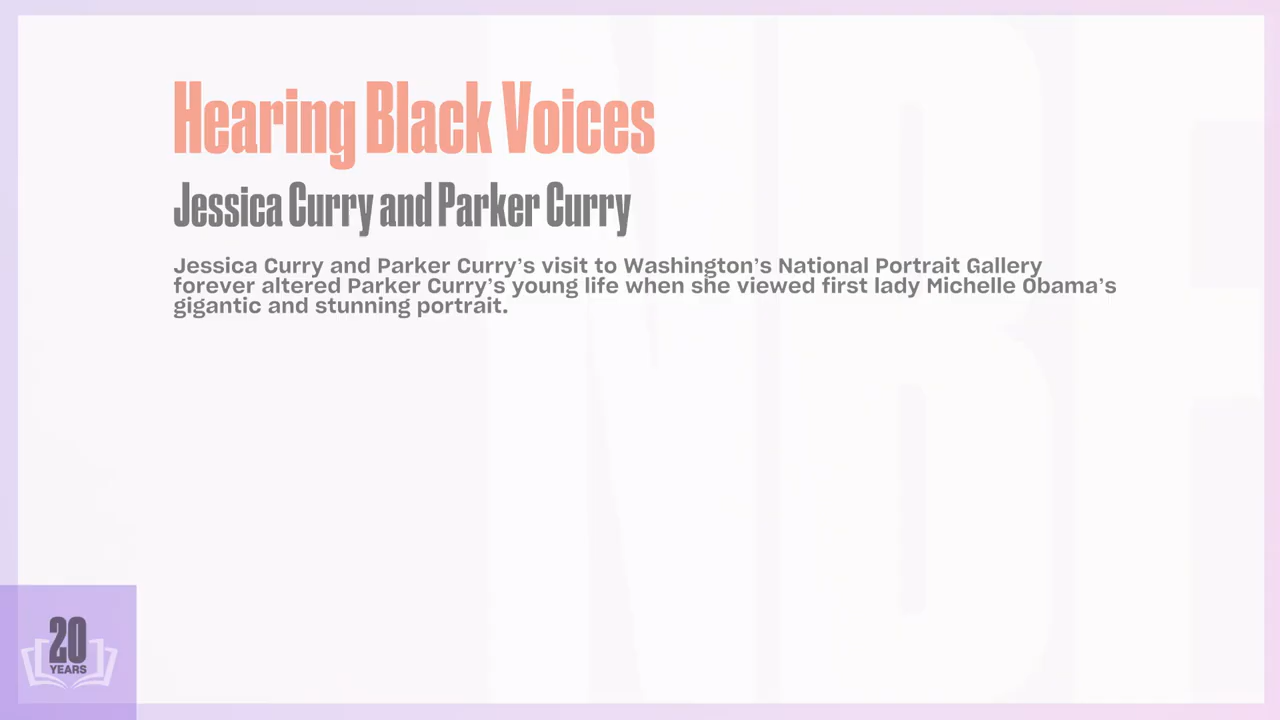 Hearing Black Voices
Jessica Curry and Parker Curry
Jessica Curry and Parker Curry’s visit to Washington’s National Portrait Gallery
forever altered Parker Curry’s young life when she viewed first lady Michelle Obama’s
gigantic and stunning portrait.
20
YEARS
NBF